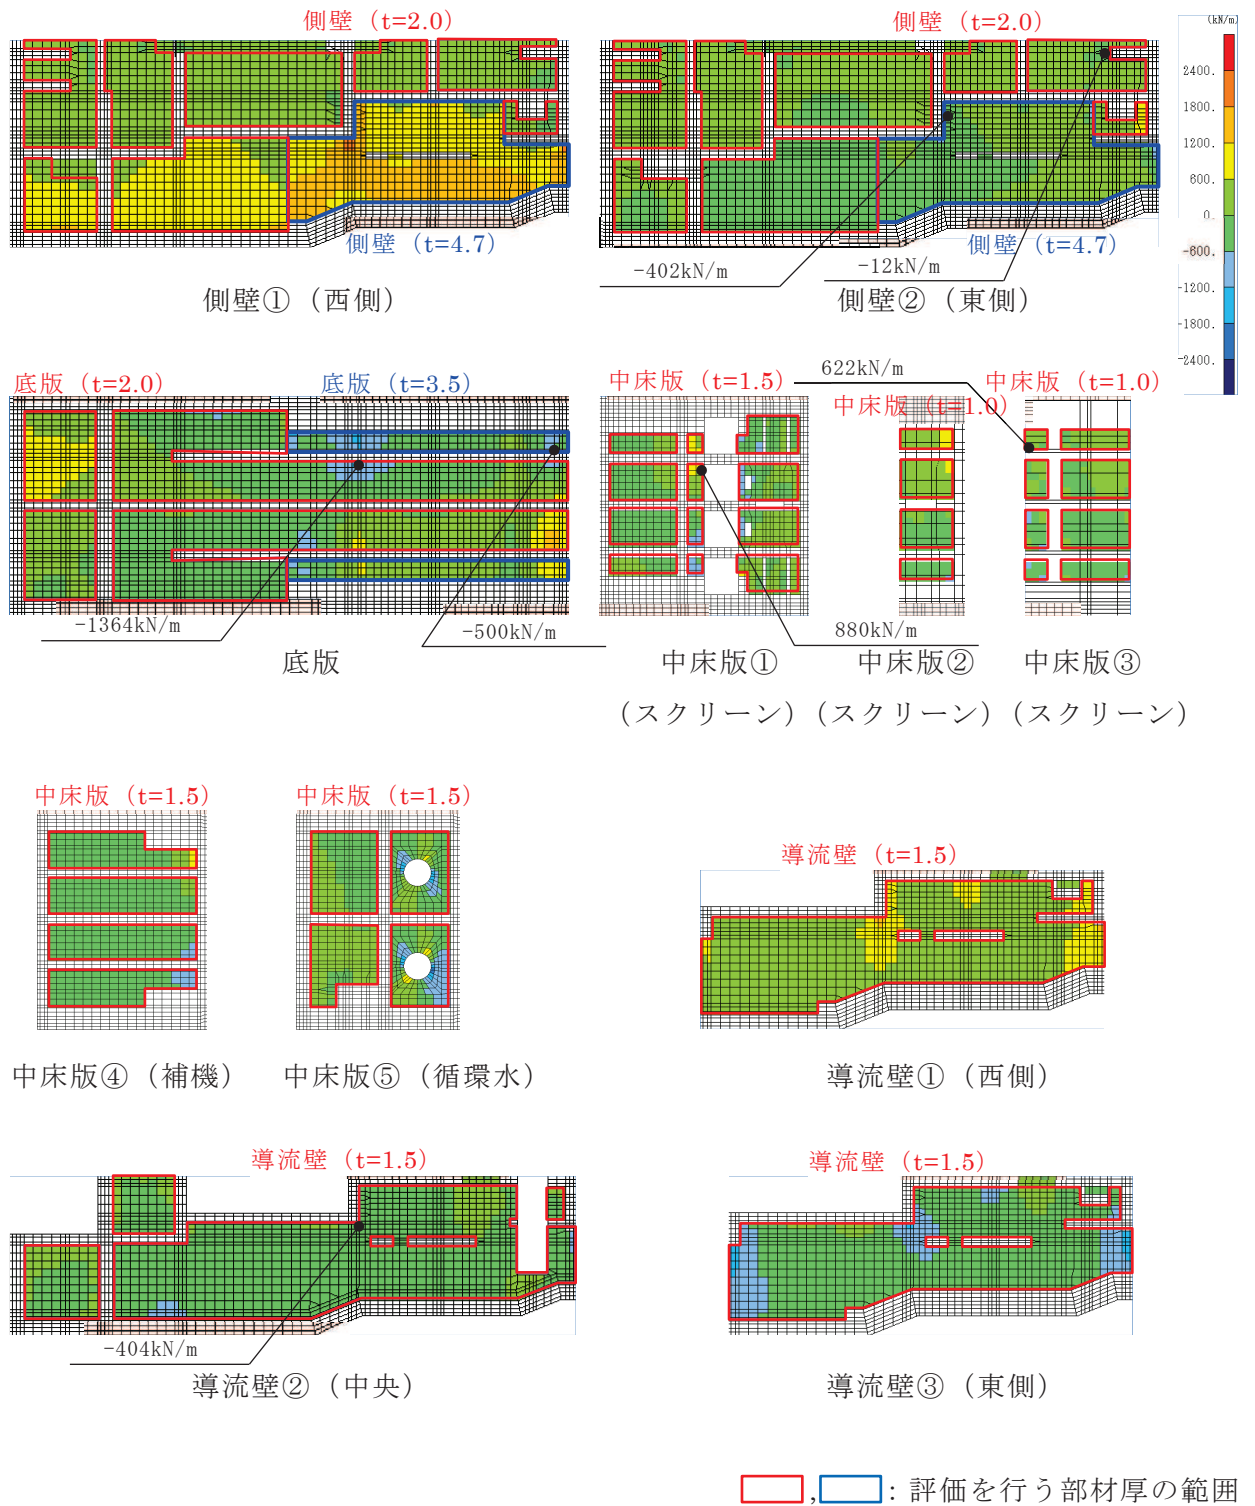 側壁（t=2.0）
側壁（t=2.0）
(kN/m)
2400.
1800.
1200.
600.
0.
-600.
-1200.
-1800.
-2400.
側壁（t=4.7）
側壁（t=4.7）
-402kN/m
-12kN/m
側壁①（西側）
側壁②（東側）
底版（t=2.0）
底版（t=3.5）
中床版（t=1.5）
622kN/m
中床版（t=1.0）
中床版（t=1.0）
-1364kN/m
-500kN/m
880kN/m
底版
中床版①
中床版②
中床版③
（スクリーン）
（スクリーン）
（スクリーン）
中床版（t=1.5）
中床版（t=1.5）
導流壁（t=1.5）
中床版④（補機）
中床版⑤（循環水）
導流壁①（西側）
導流壁（t=1.5）
導流壁（t=1.5）
-404kN/m
導流壁②（中央）
導流壁③（東側）
,：評価を行う部材厚の範囲